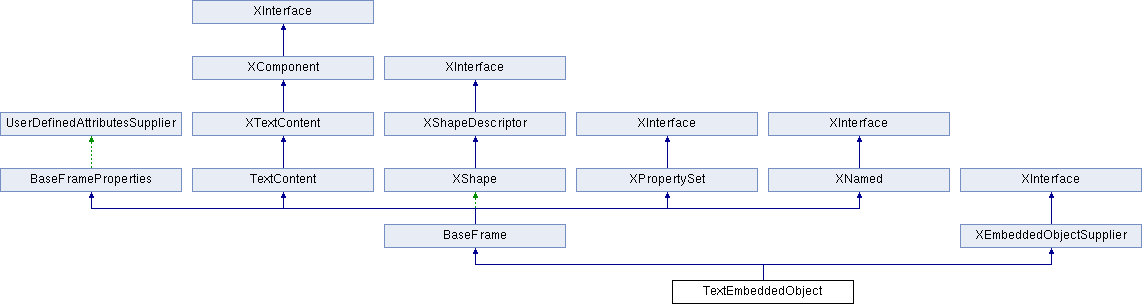 XInterface
XComponent
XInterface
UserDefinedAttributesSupplier
XTextContent
XShapeDescriptor
XInterface
XInterface
BaseFrameProperties
TextContent
XShape
XPropertySet
XNamed
XInterface
BaseFrame
XEmbeddedObjectSupplier
TextEmbeddedObject